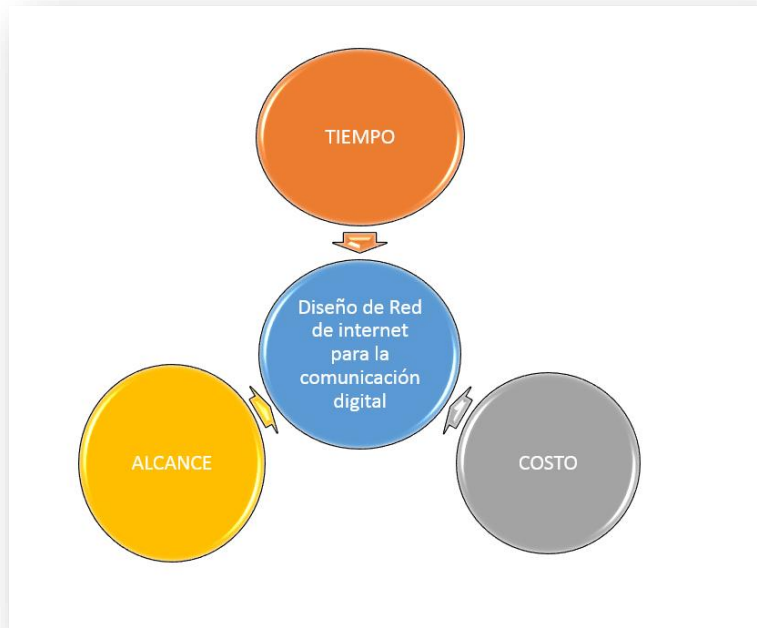 TIEMPO
Diseño de Red
de internet
para la
comunicación
digital
ALCANCE
COSTO